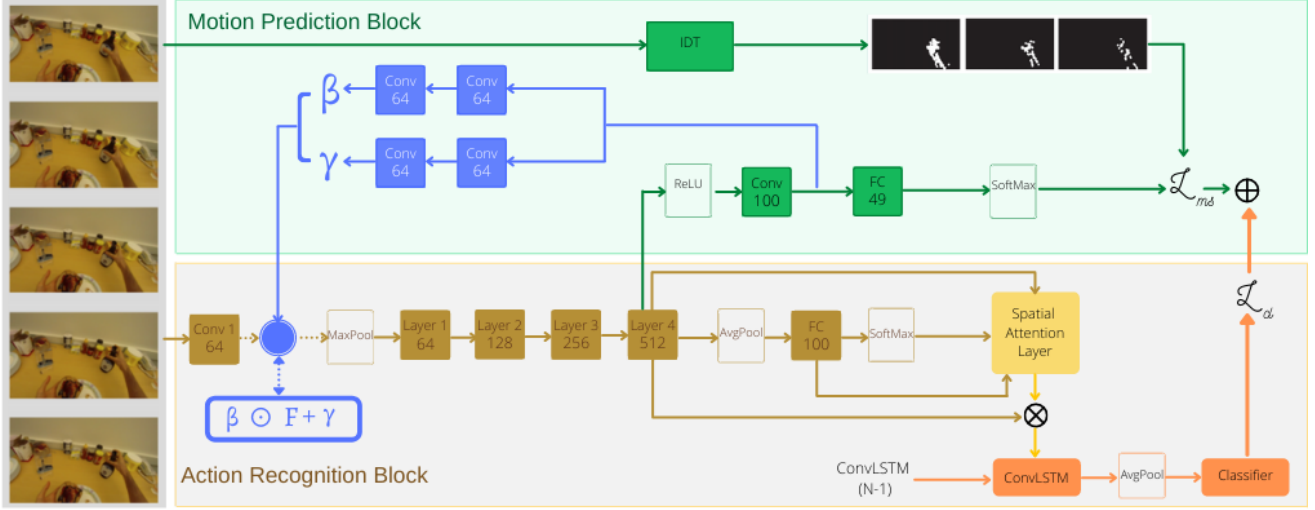 Motion Prediction Block
IDT
β
Conv
64
Conv
64
γ
Conv
64
Conv
64
ReLU
Conv
100
FC
49
SoftMax
ℒms
⊕
ℒd
Conv 1
64
MaxPool
Layer 1
64
Layer 2
128
Layer 3
256
Layer 4
512
AvgPool
FC
100
SoftMax
Spatial
Attention
Layer
β ⊙ F + γ
⊗
Action Recognition Block
ConvLSTM
(N-1)
ConvLSTM
AvgPool
Classifier